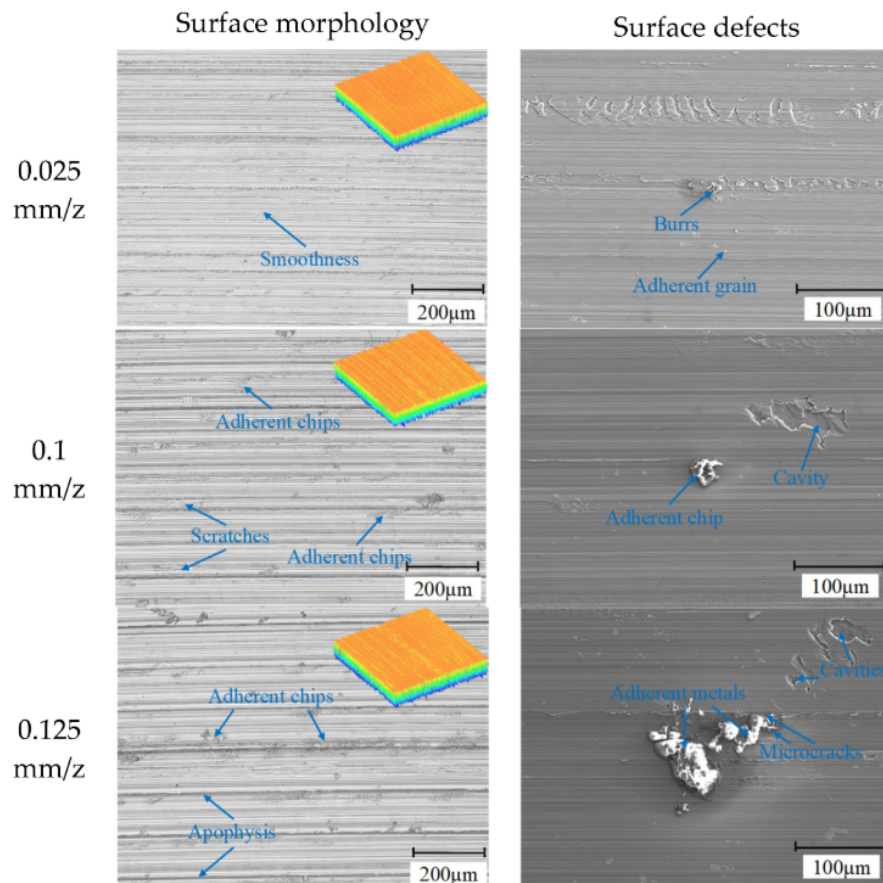 Surface morphology
Surface defects
0.025
mm/z
Smoothness
200μm
Burrs
Adherent grain
100μm
0.1
mm/z
Adherent chips
Scratches
Adherent chips
200μm
Cavity
Adherent chip
100μm
0.125
mm/z
Adherent chips
Apophysis
200μm
Cavities
Adherent metals
Microcracks
100μm